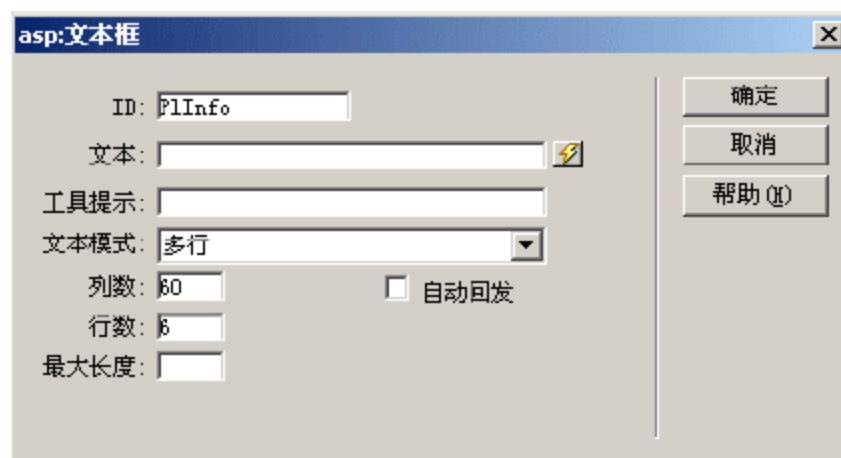 asp:文本框
ID: PlInfo
文本:
工具提示:
文本模式: 多行
列数: 60
自动回发
行数: 6
最大长度:
确定
取消
帮助(H)